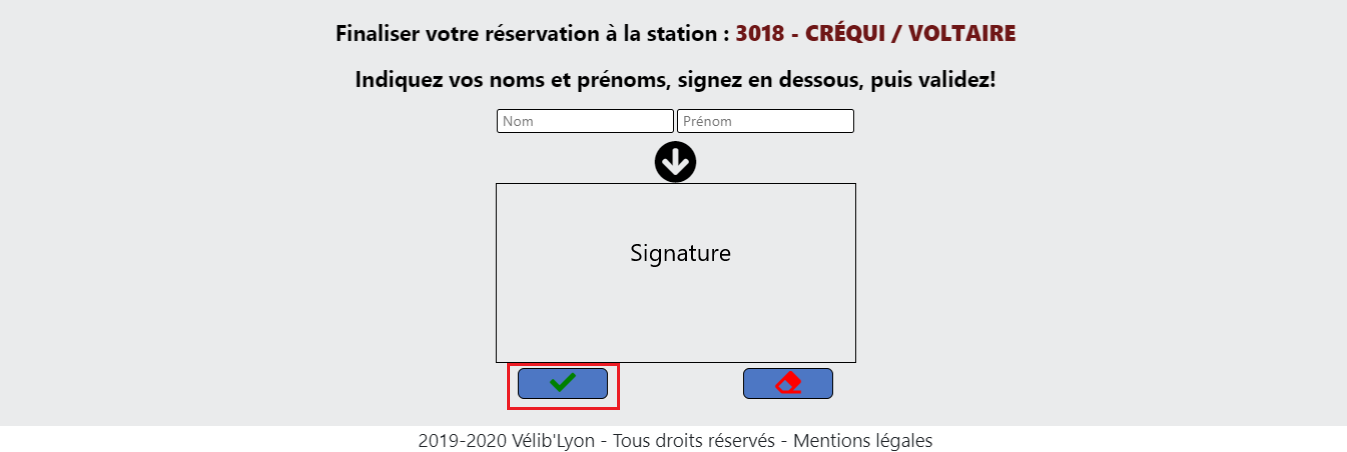 Finaliser votre réservation à la station : 3018 - CRÉQUI / VOLTAIRE
Indiquez vos noms et prénoms, signez en dessous, puis validez!
Nom Prénom
Signature
2019-2020 Vélib'Lyon - Tous droits réservés - Mentions légales